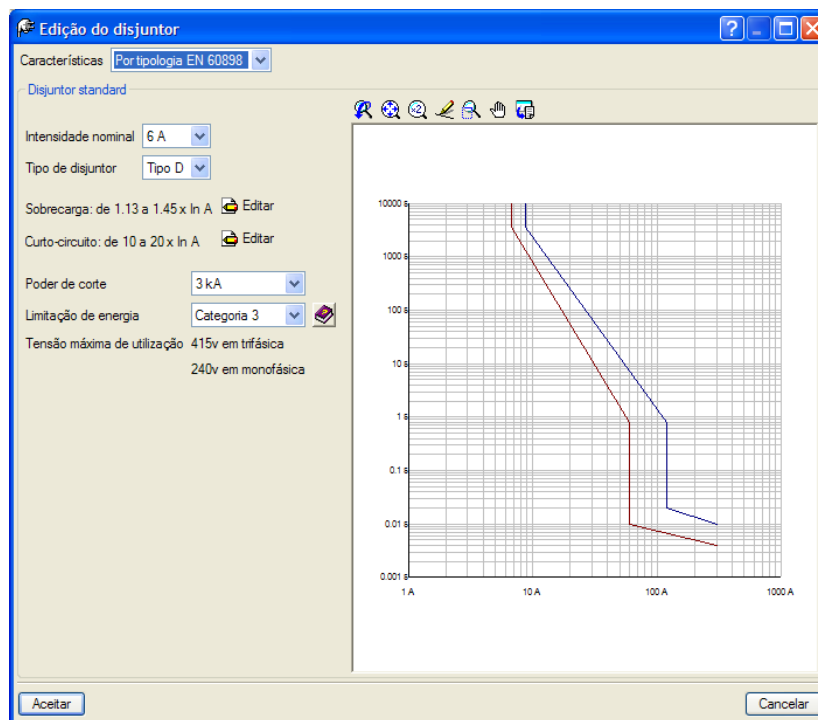 Edição do disjuntor
Características Por tipologia EN 60898
Disjuntor standard
Intensidade nominal 6 A
Tipo de disjuntor Tipo D
Sobrecarga: de 1.13 a 1.45 x In A Editar
Curto-circuito: de 10 a 20 x In A Editar
Poder de corte 3 kA
Limitação de energia Categoria 3
Tensão máxima de utilização 415v em trifásica
240v em monofásica
x2
10000 s
1000 s
100 s
10 s
1 s
0.1 s
0.01 s
0.001 s
1 A 10 A 100 A 1000 A
Aceitar Cancelar